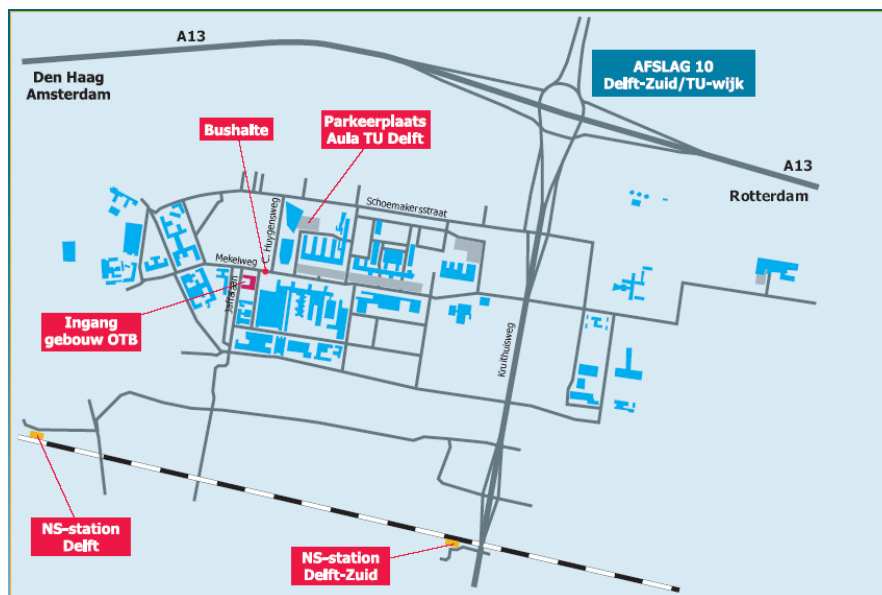 A13
AFSLAG 10
Delft-Zuid/TU-wijk
Den Haag
Amsterdam
Bushalte
Parkeerplaats
Aula TU Delft
A13
Rotterdam
Schoemakersstraat
C. Huygensweg
Mekelweg
Jaffalaan
Ingang
gebouw OTB
Kruithuisweg
NS-station
Delft
NS-station
Delft-Zuid